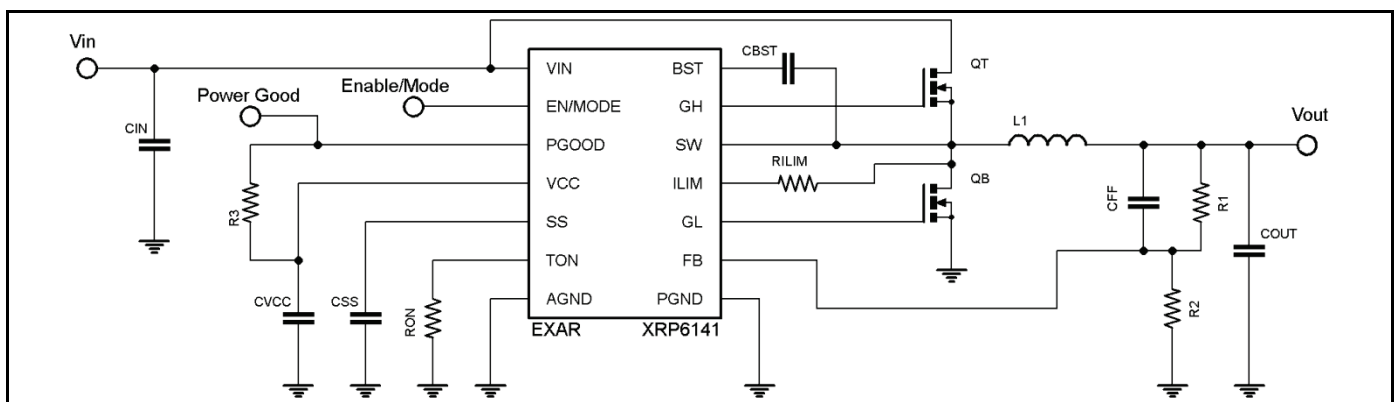 Vin
CIN
Power Good
Enable/Mode
R3
CVCC
CSS
RON
VIN
EN/MODE
PGOOD
VCC
SS
TON
AGND
BST
GH
SW
ILIM
GL
FB
PGND
EXAR XRP6141
CBST
RILIM
QT
QB
L1
CFF
R1
R2
COUT
Vout